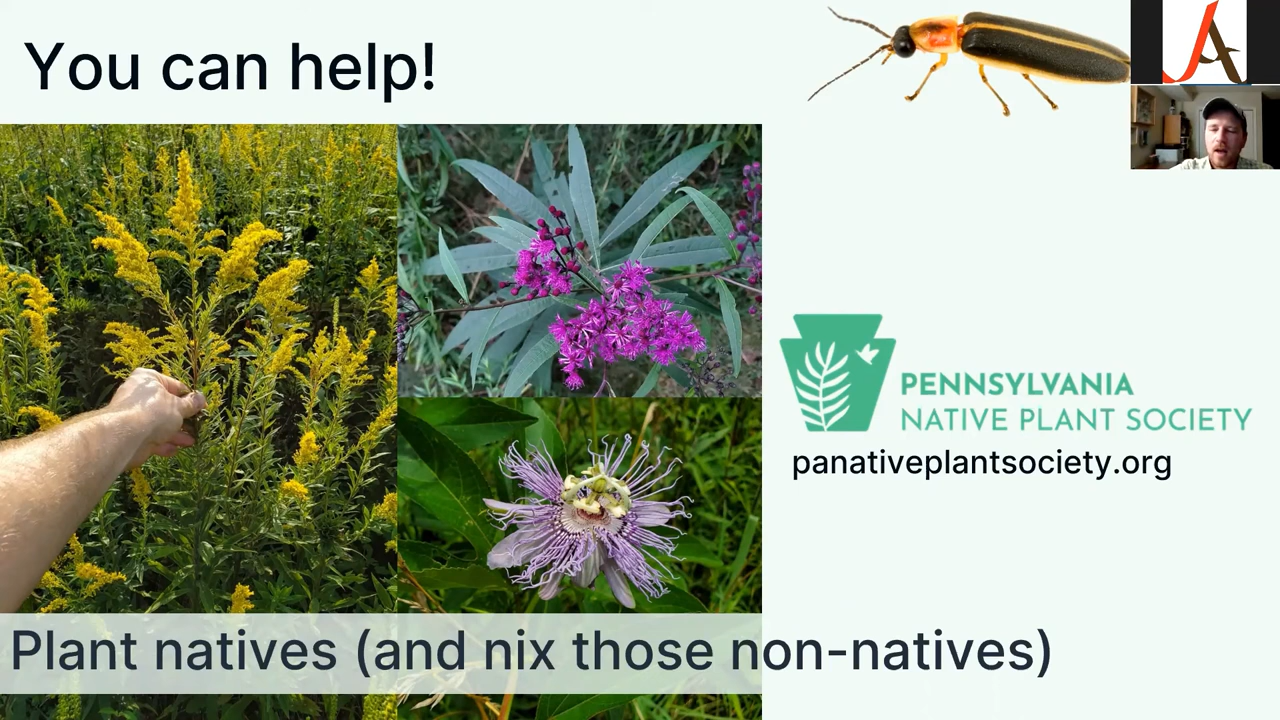 You can help!
PENNSYLVANIA
NATIVE PLANT SOCIETY
panativeplantsociety.org
Plant natives (and nix those non-natives)